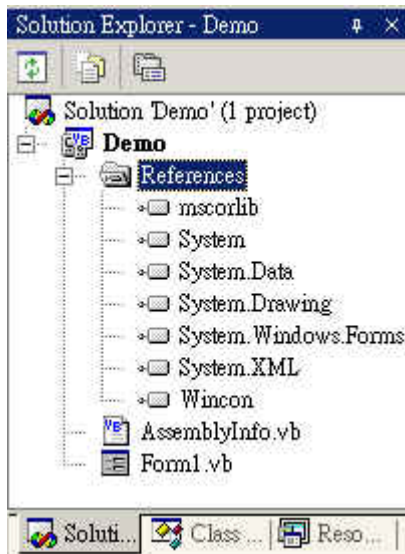 Solution Explorer - Demo
Solution 'Demo' (1 project)
Demo
References
mscorlib
System
System.Data
System.Drawing
System.Windows.Forms
System.XML
Wincon
AssemblyInfo.vb
Form1.vb
Soluti... Class ... Reso...